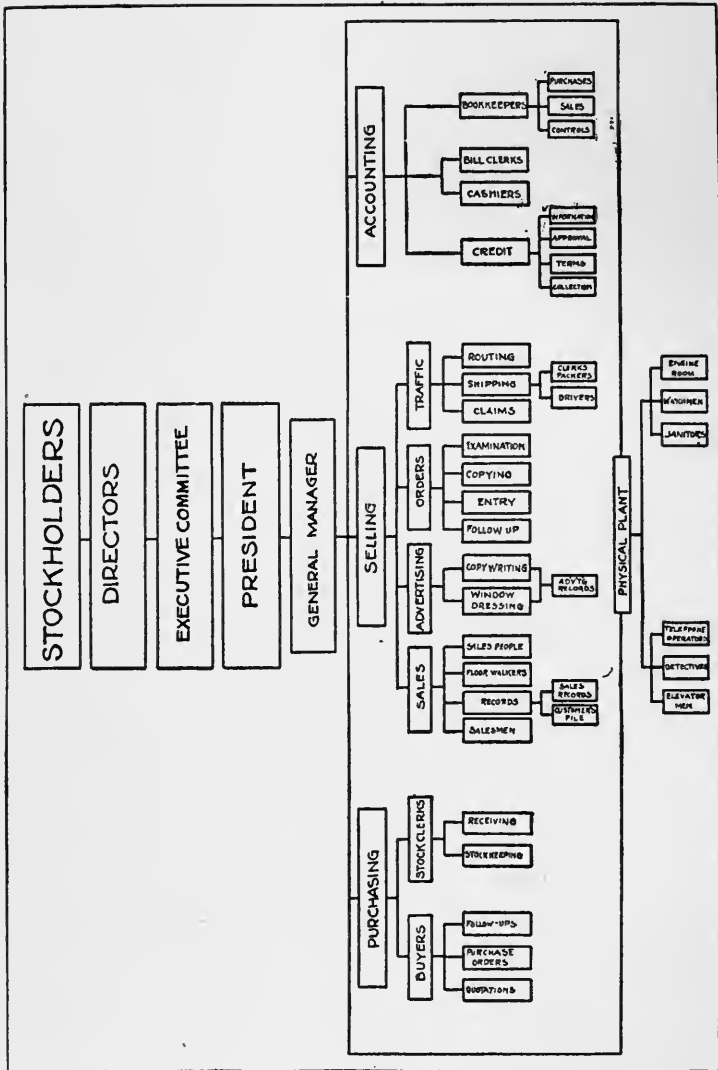 STOCKHOLDERS
DIRECTORS
EXECUTIVE COMMITTEE
PRESIDENT
GENERAL MANAGER
PURCHASING
SELLING
ACCOUNTING
BUYERS
STOCK CLERKS
SALES
ADVERTISING
ORDERS
TRAFFIC
QUOTATIONS
PURCHASE
ORDERS
FOLLOW-UPS
STOCKKEEPING
RECEIVING
SALESMEN
RECORDS
FLOOR WALKERS
SALES PEOPLE
CUSTOMERS
FILE
SALES
RECORDS
WINDOW
DRESSING
COPYWRITING
ADVT'G
RECORDS
FOLLOW UP
ENTRY
COPYING
EXAMINATION
CLAIMS
SHIPPING
ROUTING
DRIVERS
CLERKS
PACKERS
CREDIT
CASHIERS
BILL CLERKS
BOOKKEEPERS
COLLECTION
TERMS
APPROVAL
INFORMATION
CONTROLS
SALES
PURCHASES
PHYSICAL PLANT
ELEVATOR
MEN
DETECTIVES
TELEPHONE
OPERATORS
JANITORS
WATCHMEN
ENGINE
ROOM